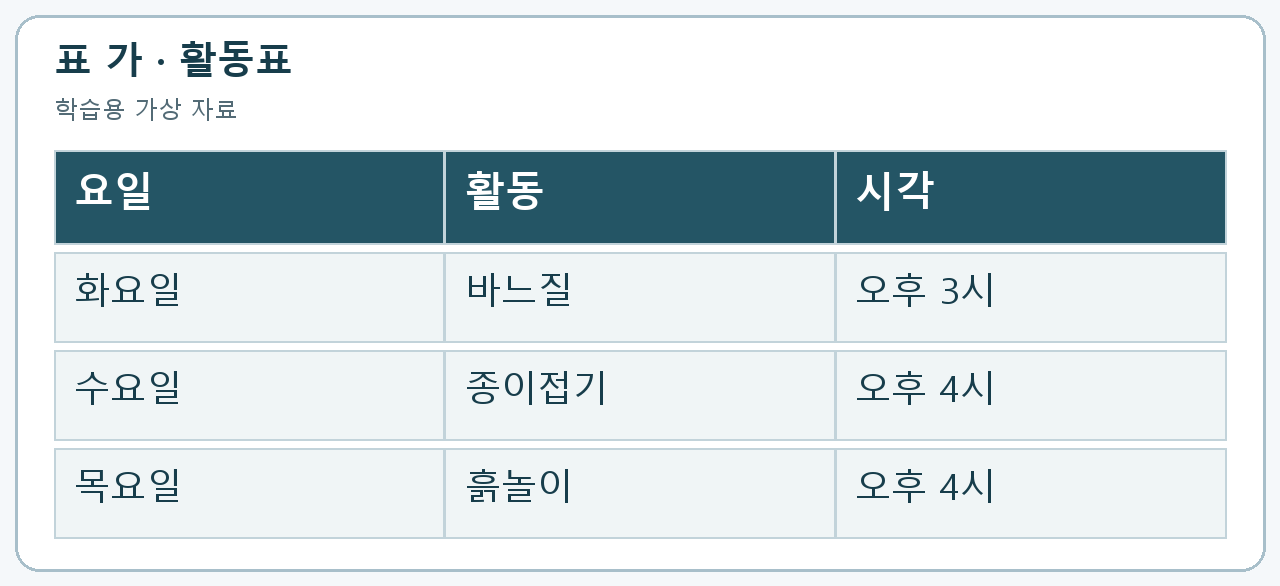 표 가 · 활동표
학습용 가상 자료
요일 활동 시각
화요일 바느질 오후 3시
수요일 종이접기 오후 4시
목요일 흙놀이 오후 4시